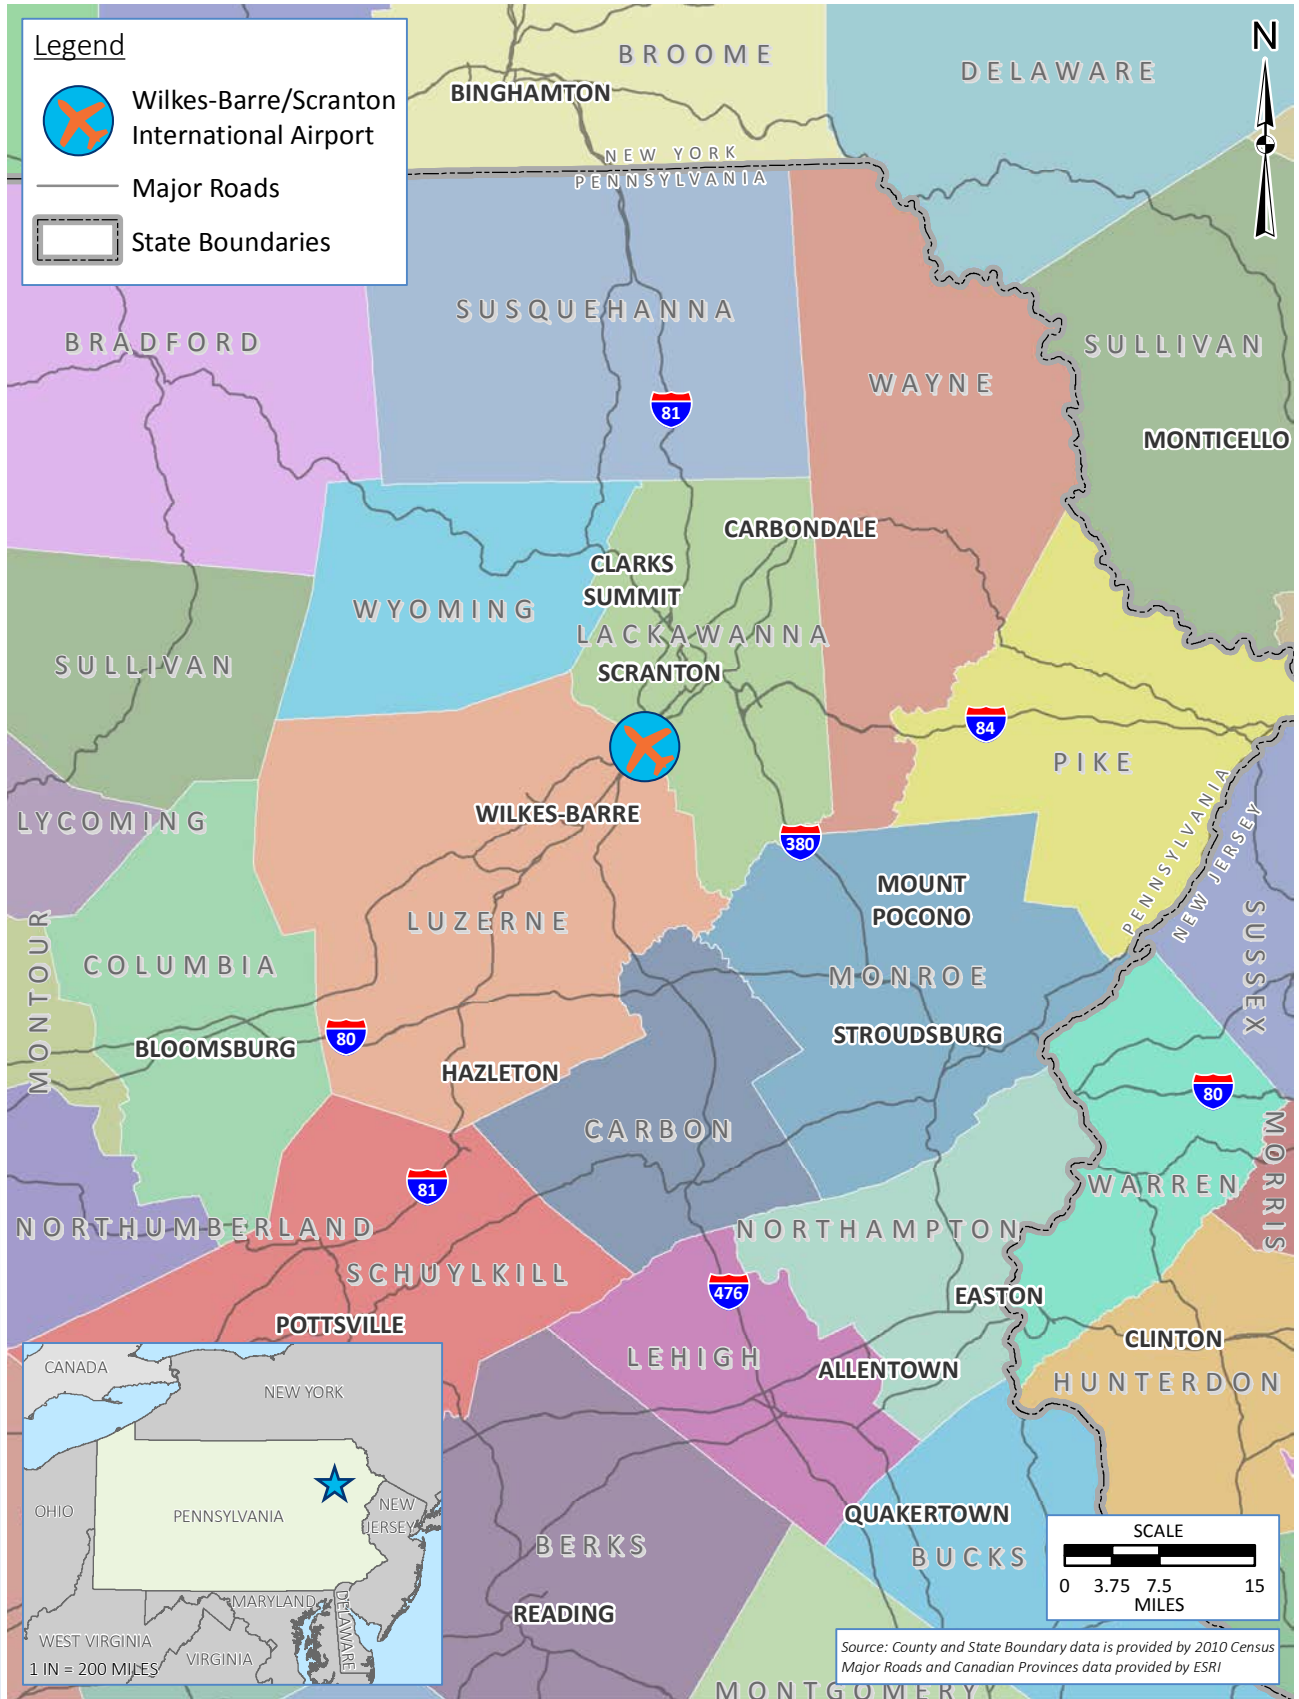 Legend
Wilkes-Barre/Scranton
International Airport
Major Roads
State Boundaries
N
BROOME
BINGHAMTON
DELAWARE
NEW YORK
PENNSYLVANIA
SUSQUEHANNA
BRADFORD
SULLIVAN
WAYNE
81
MONTICELLO
CARBONDALE
CLARKS
SUMMIT
WYOMING
LACKAWANNA
SULLIVAN
SCRANTON
84
PIKE
PENNSYLVANIA
NEW JERSEY
LYCOMING
WILKES-BARRE
380
MOUNT
POCONO
LUZERNE
SUSSEX
MONTOUR
COLUMBIA
MONROE
80
BLOOMSBURG
STROUDSBURG
HAZLETON
80
CARBON
MORRIS
81
WARREN
NORTHUMBERLAND
NORTHAMPTON
SCHUYLKILL
476
EASTON
POTTSVILLE
CLINTON
LEHIGH
ALLENTOWN
HUNTERDON
QUAKERTOWN
BERKS
BUCKS
READING
MONTGOMERY
CANADA
NEW YORK
OHIO
PENNSYLVANIA
NEW
JERSEY
MARYLAND
DELAWARE
WEST VIRGINIA
VIRGINIA
1 IN = 200 MILES
SCALE
0 3.75 7.5 15
MILES
Source: County and State Boundary data is provided by 2010 Census
Major Roads and Canadian Provinces data provided by ESRI